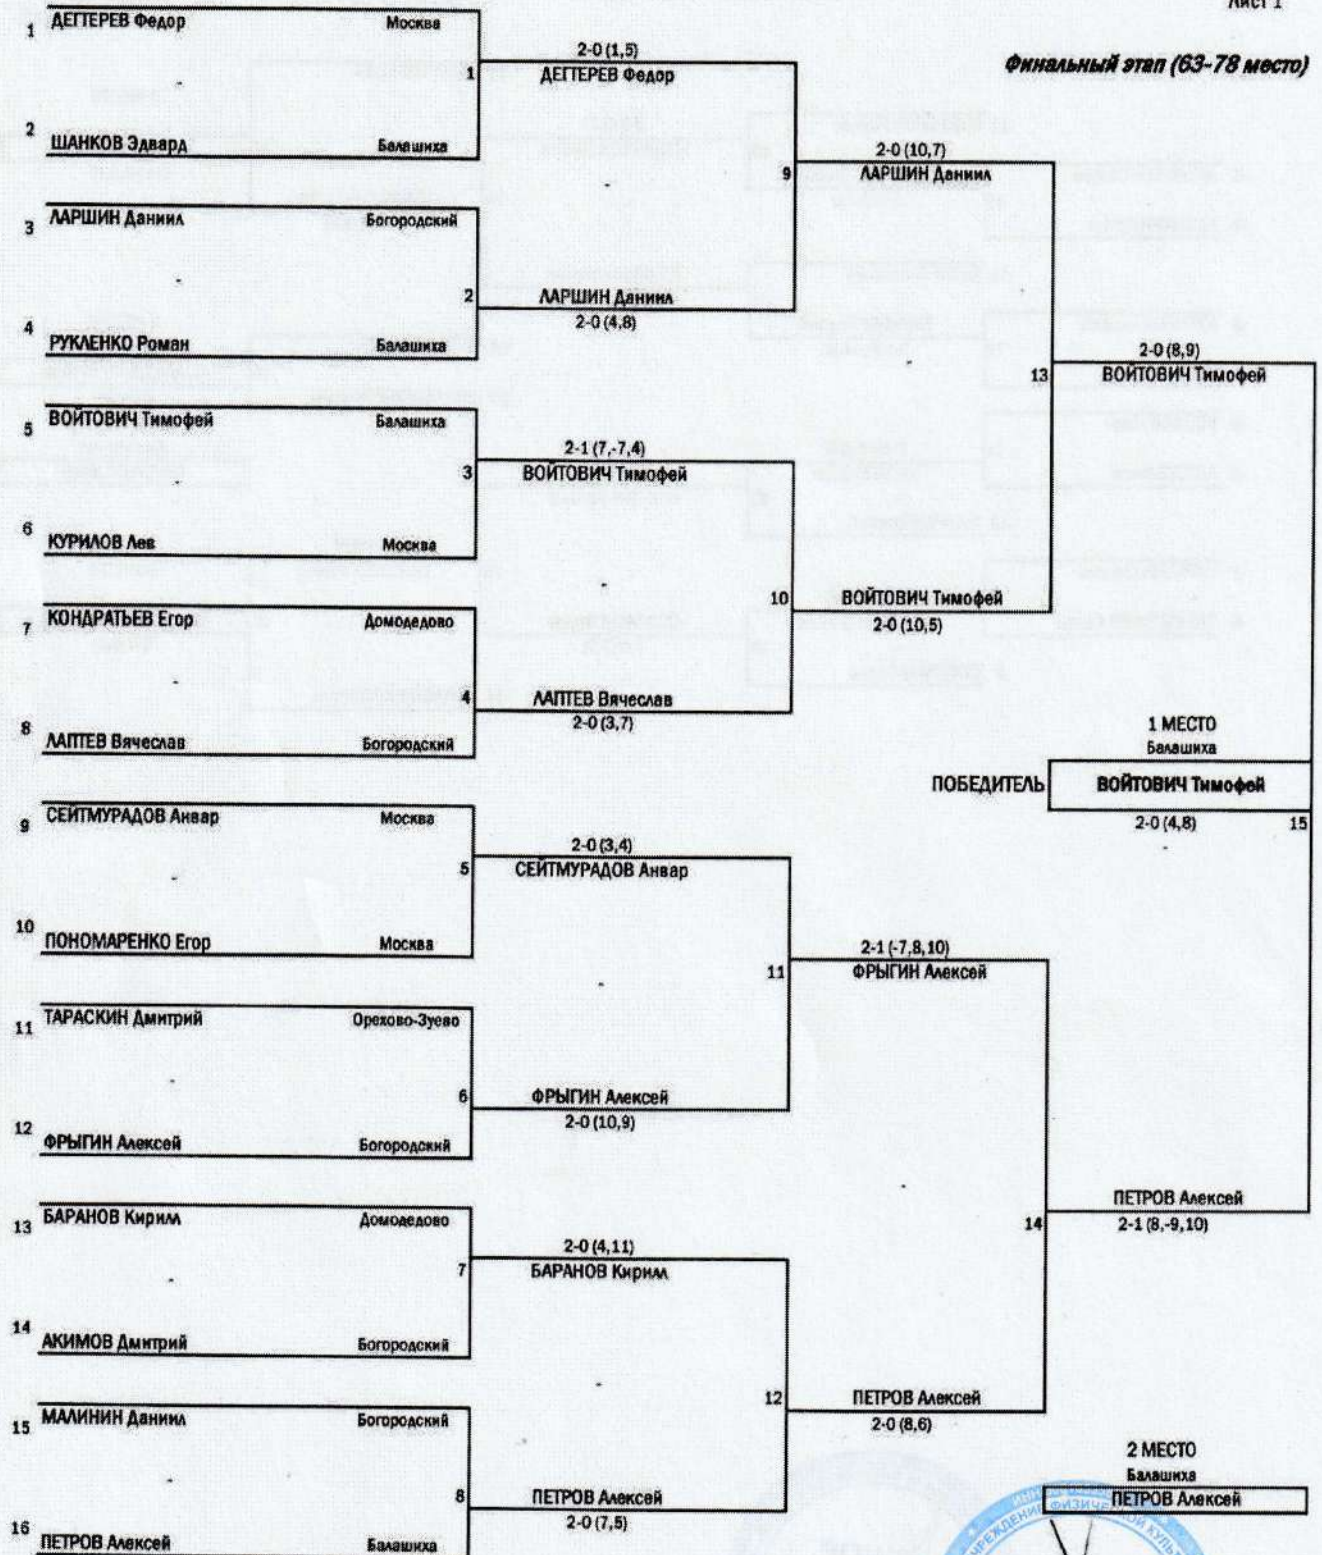 Лист 1
Финальный этап (63-78 место)
1 ДЕГТЕРЕВ Федор Москва
2-0 (1,5)
1 ДЕГТЕРЕВ Федор
2 ШАНКОВ Эдвард Балашиха
2-0 (10,7)
9 ЛАРШИН Даниил
3 ЛАРШИН Даниил Богородский
2 ЛАРШИН Даниил
2-0 (4,8)
4 РУКЛЕНКО Роман Балашиха
2-0 (8,9)
13 ВОЙТОВИЧ Тимофей
5 ВОЙТОВИЧ Тимофей Балашиха
2-1 (7,-7,4)
3 ВОЙТОВИЧ Тимофей
6 КУРИЛОВ Лев Москва
10 ВОЙТОВИЧ Тимофей
2-0 (10,5)
7 КОНДРАТЬЕВ Егор Домодедово
4 ЛАПТЕВ Вячеслав
2-0 (3,7)
8 ЛАПТЕВ Вячеслав Богородский
1 МЕСТО
Балашиха
ПОБЕДИТЕЛЬ ВОЙТОВИЧ Тимофей
2-0 (4,8) 15
9 СЕЙТМУРАДОВ Анвар Москва
2-0 (3,4)
5 СЕЙТМУРАДОВ Анвар
10 ПОНОМАРЕНКО Егор Москва
2-1 (-7,8,10)
11 ФРЫГИН Алексей
11 ТАРАСКИН Дмитрий Орехово-Зуево
6 ФРЫГИН Алексей
2-0 (10,9)
12 ФРЫГИН Алексей Богородский
13 БАРАНОВ Кирилл Домодедово
14 ПЕТРОВ Алексей
2-1 (8,-9,10)
2-0 (4,11)
7 БАРАНОВ Кирилл
14 АКИМОВ Дмитрий Богородский
12 ПЕТРОВ Алексей
2-0 (8,6)
15 МАЛИНИН Даниил Богородский
8 ПЕТРОВ Алексей
2-0 (7,5)
16 ПЕТРОВ Алексей Балашиха
2 МЕСТО
Балашиха
ПЕТРОВ Алексей